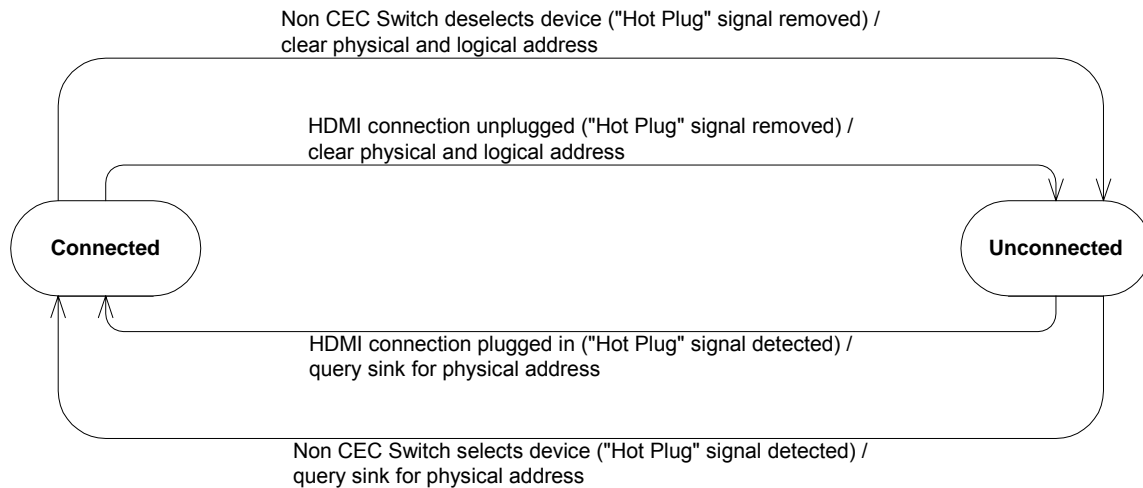 Non CEC Switch deselects device ("Hot Plug" signal removed) /
clear physical and logical address
HDMI connection unplugged ("Hot Plug" signal removed) /
clear physical and logical address
Connected
Unconnected
HDMI connection plugged in ("Hot Plug" signal detected) /
query sink for physical address
Non CEC Switch selects device ("Hot Plug" signal detected) /
query sink for physical address